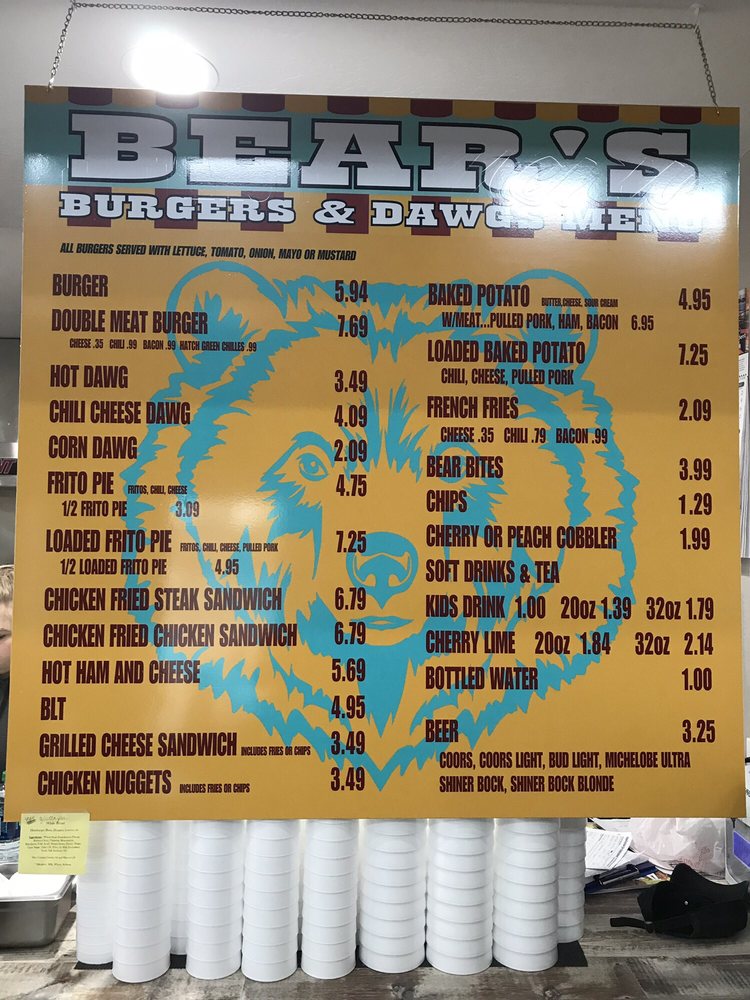 BEAR'S
BURGERS & DAWGS MENU
ALL BURGERS SERVED WITH LETTUCE, TOMATO, ONION, MAYO OR MUSTARD
BURGER 5.94
DOUBLE MEAT BURGER 7.69
CHEESE .35 CHILI .99 BACON .99 HATCH GREEN CHILLES .99
HOT DAWG 3.49
CHILI CHEESE DAWG 4.09
CORN DAWG 2.09
FRITO PIE FRITOS, CHILI, CHEESE 4.75
1/2 FRITO PIE 3.09
LOADED FRITO PIE FRITOS, CHILI, CHEESE, PULLED PORK 7.25
1/2 LOADED FRITO PIE 4.95
CHICKEN FRIED STEAK SANDWICH 6.79
CHICKEN FRIED CHICKEN SANDWICH 6.79
HOT HAM AND CHEESE 5.69
BLT 4.95
GRILLED CHEESE SANDWICH INCLUDES FRIES OR CHIPS 3.49
CHICKEN NUGGETS INCLUDES FRIES OR CHIPS 3.49
BAKED POTATO BUTTER, CHEESE, SOUR CREAM 4.95
W/MEAT...PULLED PORK, HAM, BACON 6.95
LOADED BAKED POTATO 7.25
CHILI, CHEESE, PULLED PORK
FRENCH FRIES 2.09
CHEESE .35 CHILI .79 BACON .99
BEAR BITES 3.99
CHIPS 1.29
CHERRY OR PEACH COBBLER 1.99
SOFT DRINKS & TEA
KIDS DRINK 1.00 20oz 1.39 32oz 1.79
CHERRY LIME 20oz 1.84 32oz 2.14
BOTTLED WATER 1.00
BEER 3.25
COORS, COORS LIGHT, BUD LIGHT, MICHELOBE ULTRA
SHINER BOCK, SHINER BOCK BLONDE